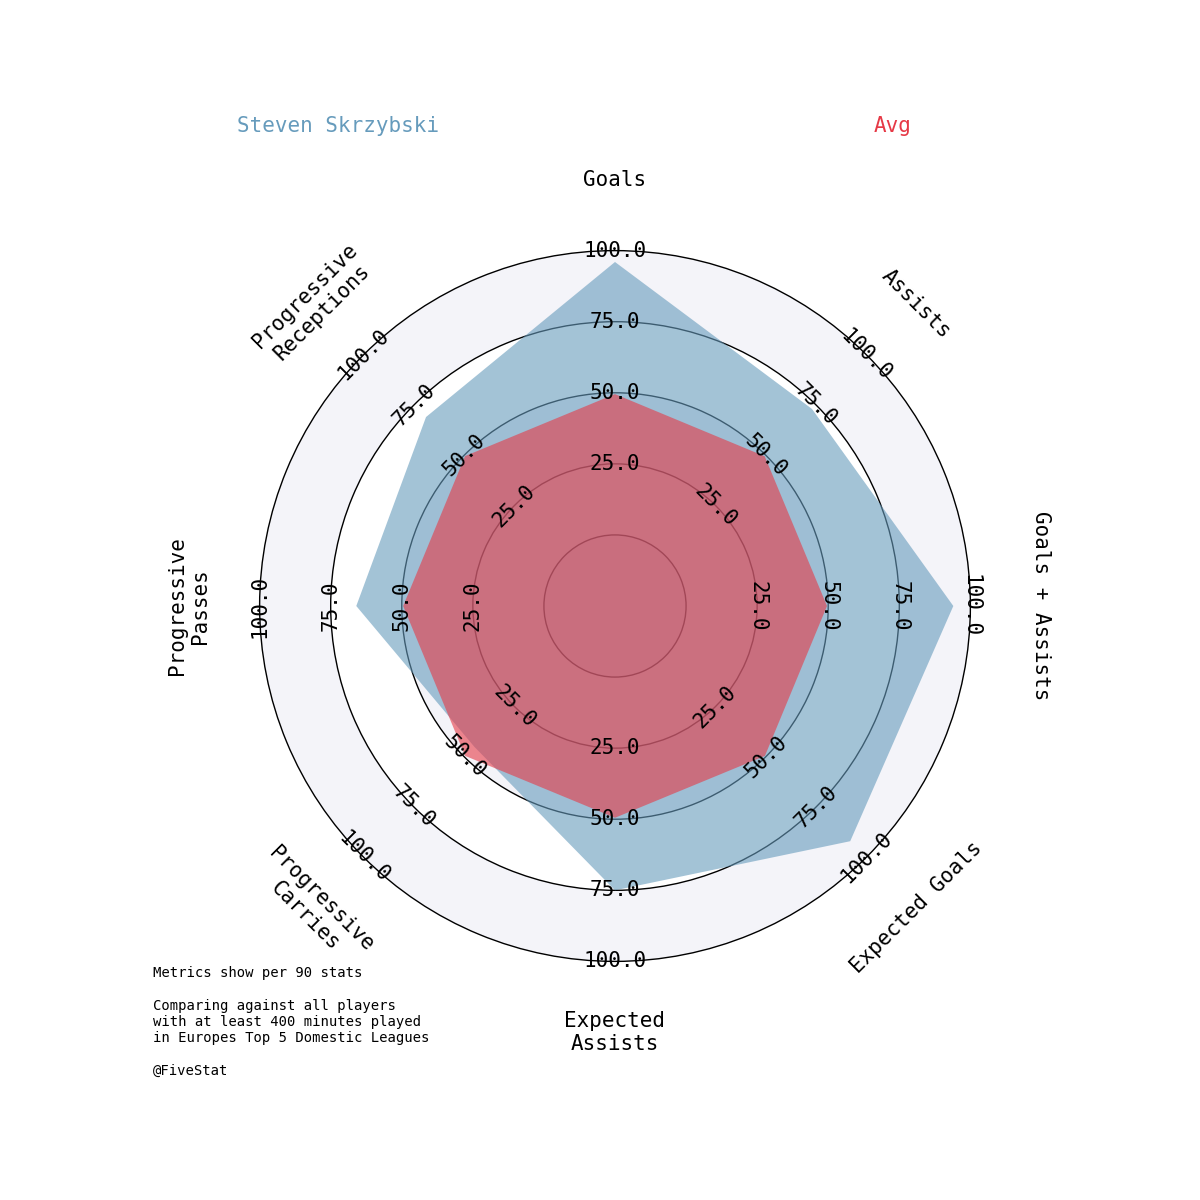 Steven Skrzybski
Avg
Goals
Assists
Goals + Assists
Expected Goals
Expected
Assists
Progressive
Carries
Progressive
Passes
Progressive
Receptions
25.0
50.0
75.0
100.0
25.0
50.0
75.0
100.0
25.0
50.0
75.0
100.0
25.0
50.0
75.0
100.0
25.0
50.0
75.0
100.0
25.0
50.0
75.0
100.0
25.0
50.0
75.0
100.0
25.0
50.0
75.0
100.0
Metrics show per 90 stats
Comparing against all players
with at least 400 minutes played
in Europes Top 5 Domestic Leagues
@FiveStat